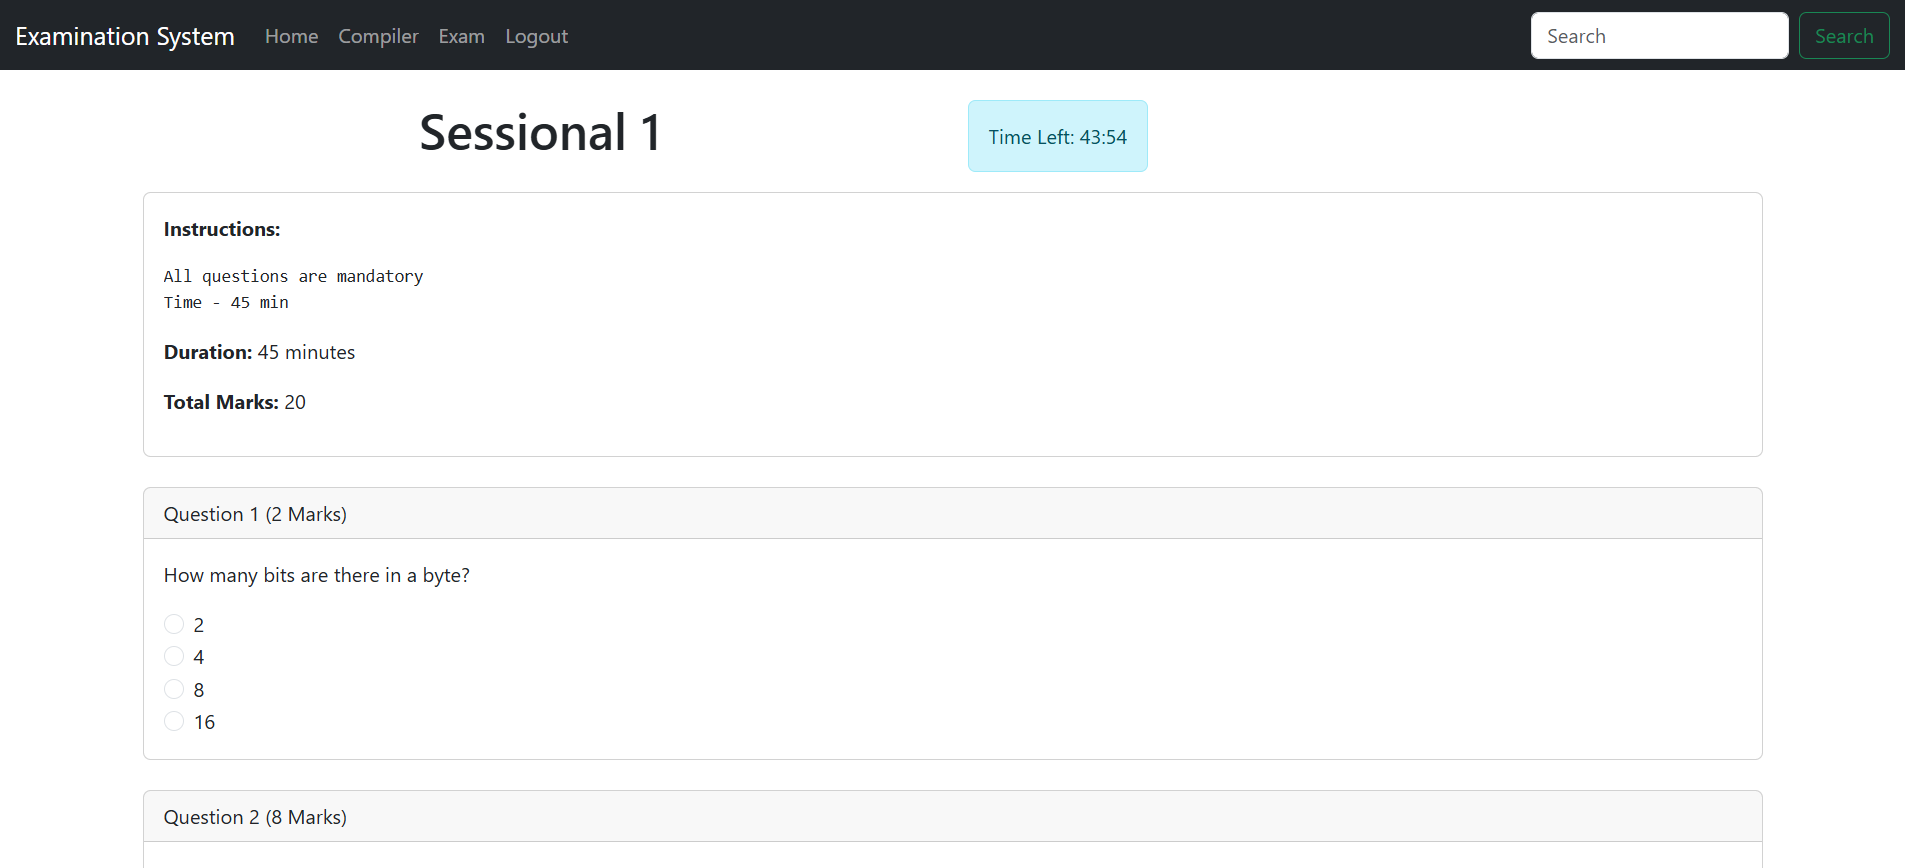 Examination System Home Compiler Exam Logout Search Search
Sessional 1
Time Left: 43:54
Instructions:
All questions are mandatory
Time - 45 min
Duration: 45 minutes
Total Marks: 20
Question 1 (2 Marks)
How many bits are there in a byte?
2
4
8
16
Question 2 (8 Marks)